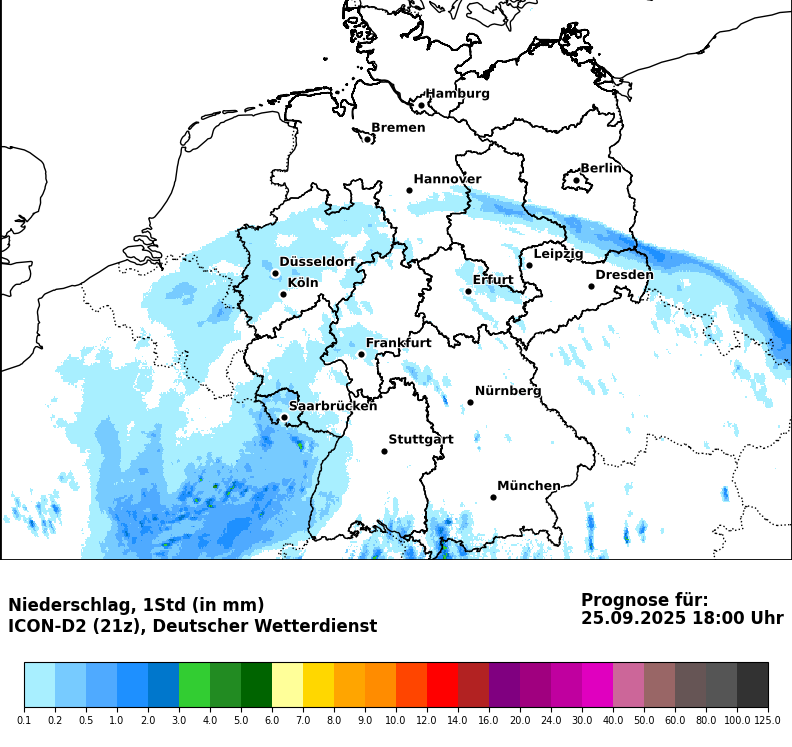 Hamburg
Bremen
Berlin
Hannover
Leipzig
Düsseldorf
Dresden
Köln
Erfurt
Frankfurt
Nürnberg
Saarbrücken
Stuttgart
München
Niederschlag, 1Std (in mm)
ICON-D2 (21z), Deutscher Wetterdienst
Prognose für:
25.09.2025 18:00 Uhr
0.1 0.2 0.5 1.0 2.0 3.0 4.0 5.0 6.0 7.0 8.0 9.0 10.0 12.0 14.0 16.0 20.0 24.0 30.0 40.0 50.0 60.0 80.0 100.0 125.0